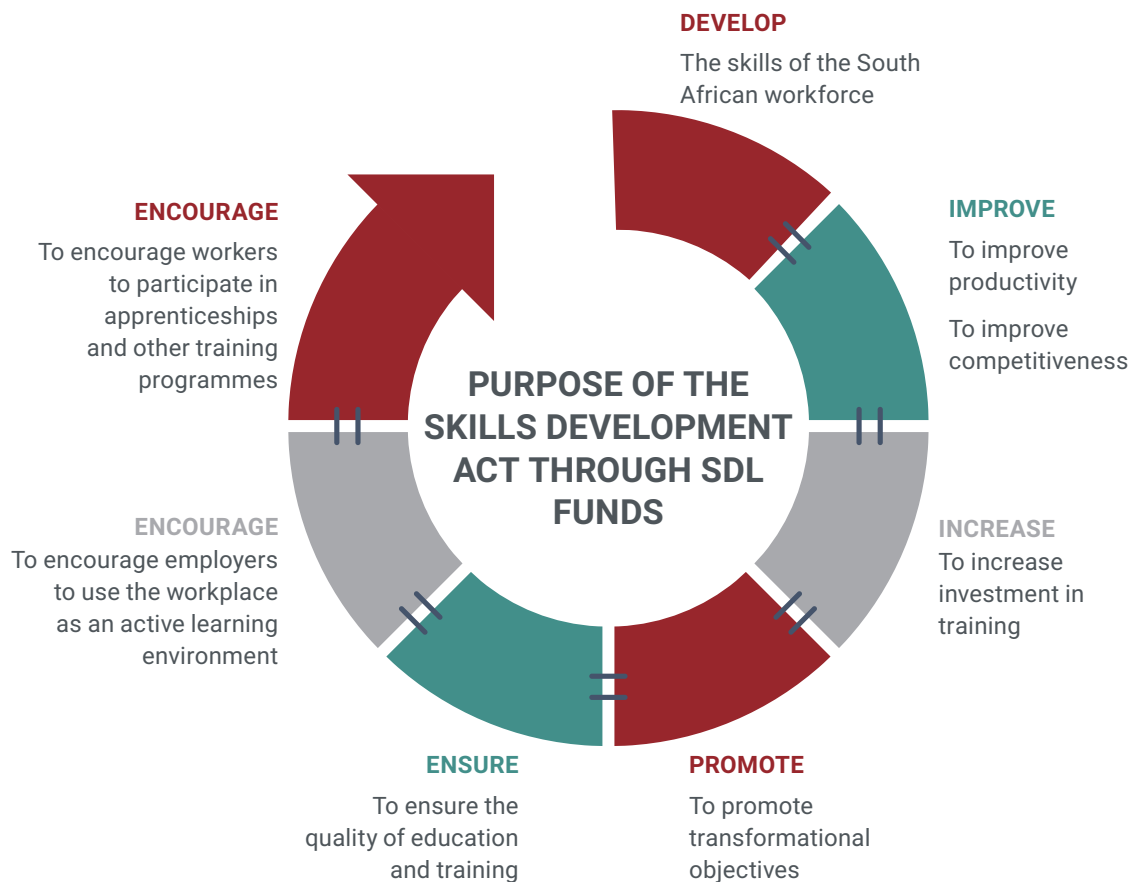 DEVELOP
The skills of the South
African workforce
IMPROVE
To improve
productivity
To improve
competitiveness
INCREASE
To increase
investment in
training
PROMOTE
To promote
transformational
objectives
ENSURE
To ensure the
quality of education
and training
ENCOURAGE
To encourage employers
to use the workplace
as an active learning
environment
ENCOURAGE
To encourage workers
to participate in
apprenticeships
and other training
programmes
PURPOSE OF THE
SKILLS DEVELOPMENT
ACT THROUGH SDL
FUNDS